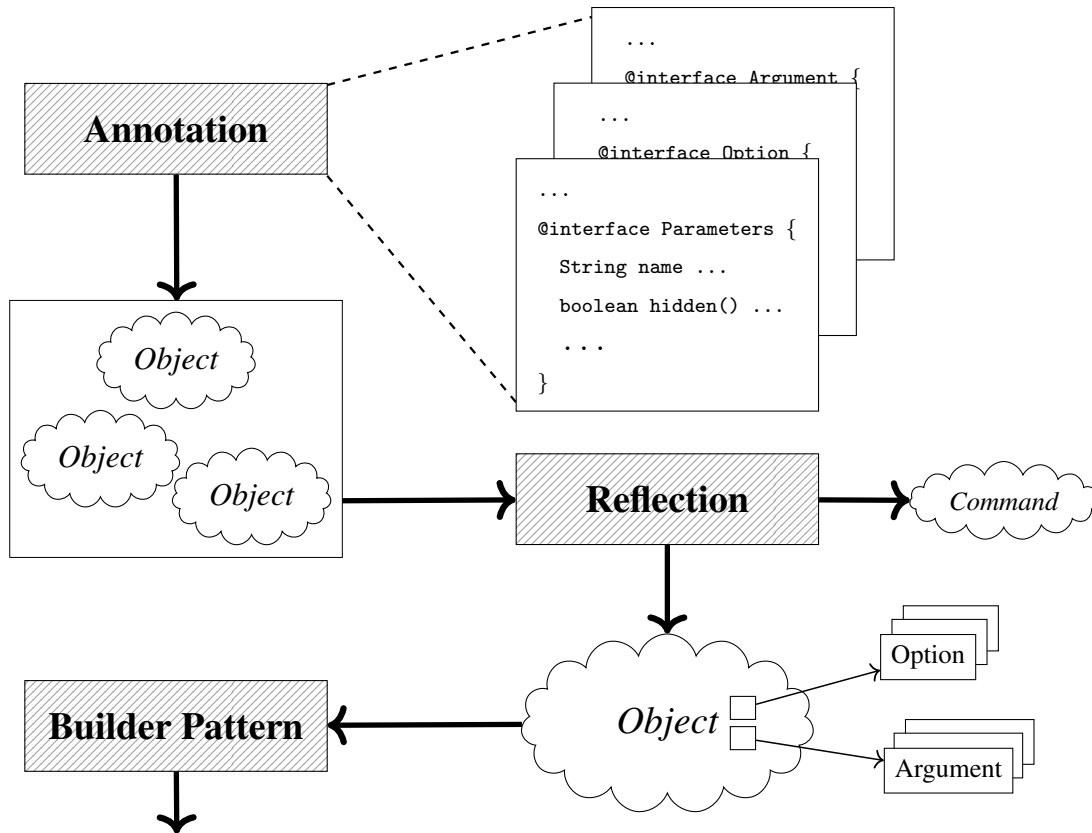 Annotation
...
@interface Argument {
...
@interface Option {
...
@interface Parameters {
String name ...
boolean hidden() ...
...
}
Object
Object
Object
Reflection
Command
Builder Pattern
Object
Option
Argument